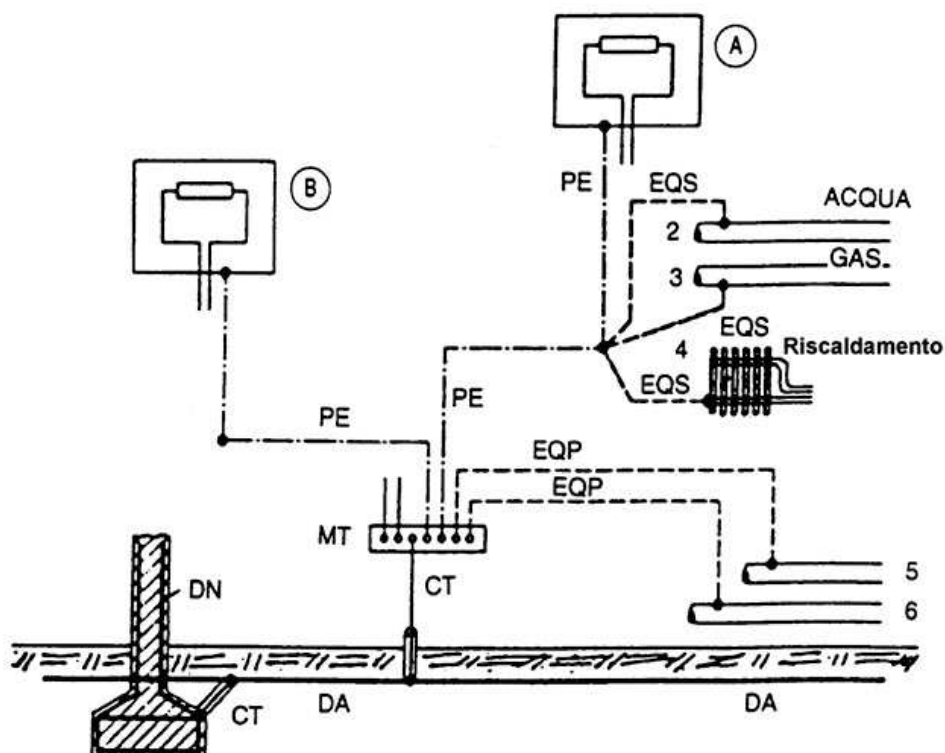 A
B
PE
EQS
ACQUA
2
GAS
3
EQS
4
Riscaldamento
EQS
PE
PE
EQP
EQP
MT
CT
5
DN
6
CT
DA
DA